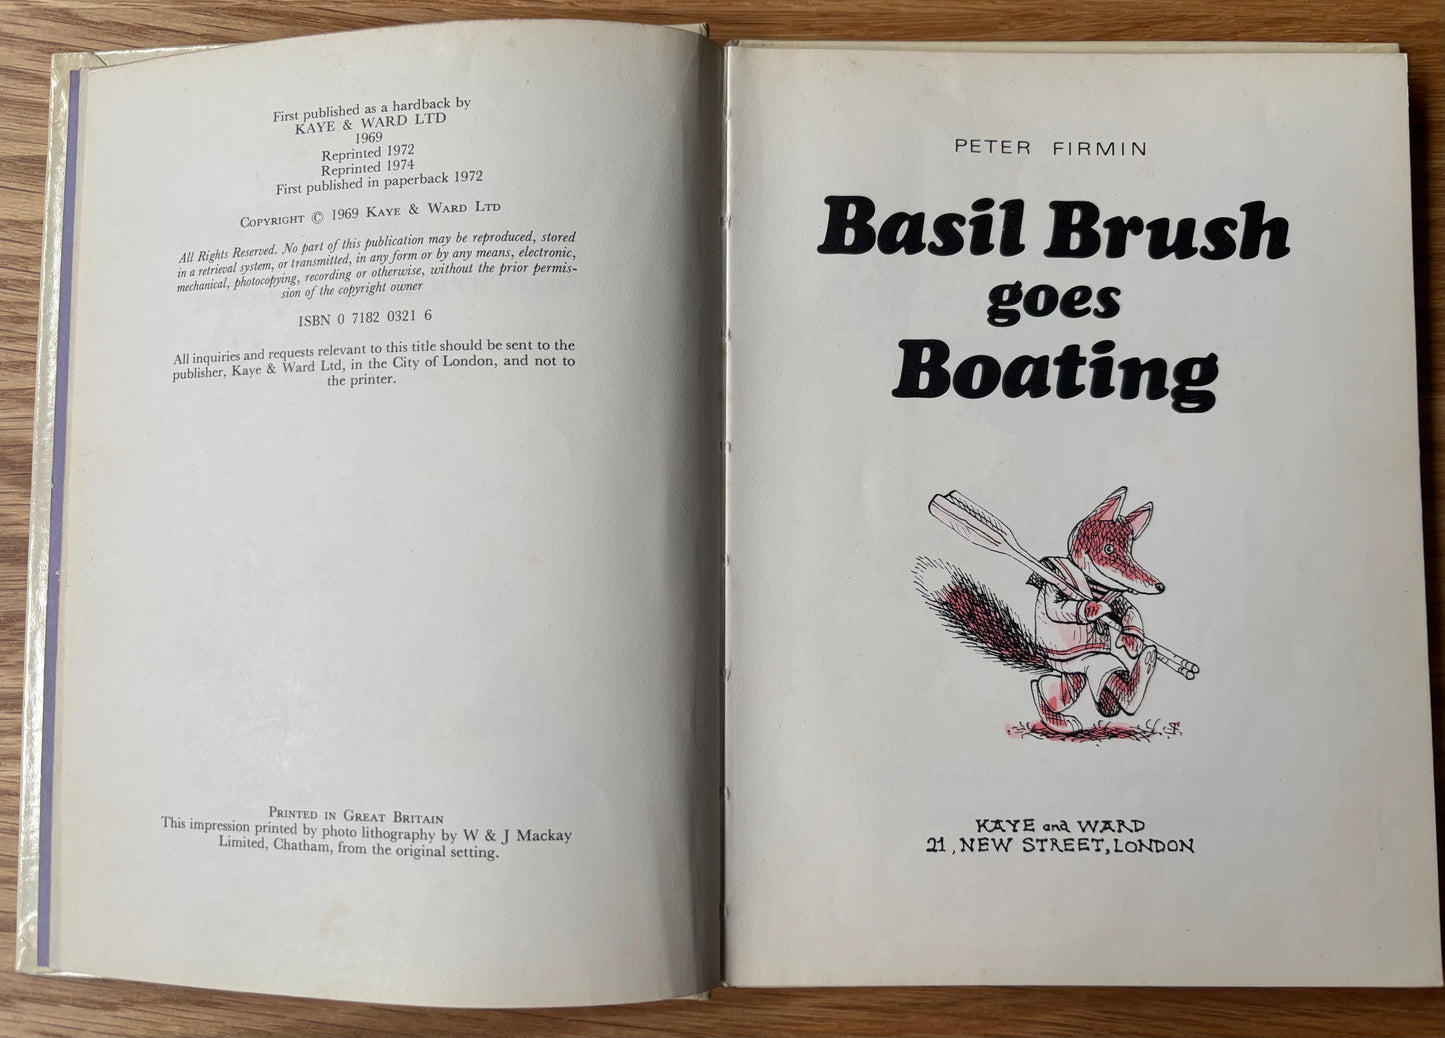 First published as a hardback by
KAYE & WARD LTD
1969
Reprinted 1972
Reprinted 1974
First published in paperback 1972
COPYRIGHT © 1969 KAYE & WARD LTD
All Rights Reserved. No part of this publication may be reproduced, stored
in a retrieval system, or transmitted, in any form or by any means, electronic,
mechanical, photocopying, recording or otherwise, without the prior permis-
sion of the copyright owner
ISBN 0 7182 0321 6
All inquiries and requests relevant to this title should be sent to the
publisher, Kaye & Ward Ltd, in the City of London, and not to
the printer.
PRINTED IN GREAT BRITAIN
This impression printed by photo lithography by W & J Mackay
Limited, Chatham, from the original setting.
PETER FIRMIN
Basil Brush
goes
Boating
KAYE and WARD
21, NEW STREET, LONDON